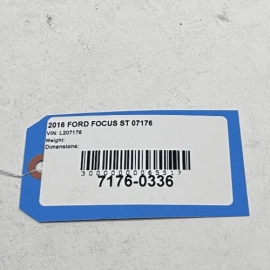 2016 FORD FOCUS ST 07176
VIN: L207176
Weight:
Dimensions:
7176-0336